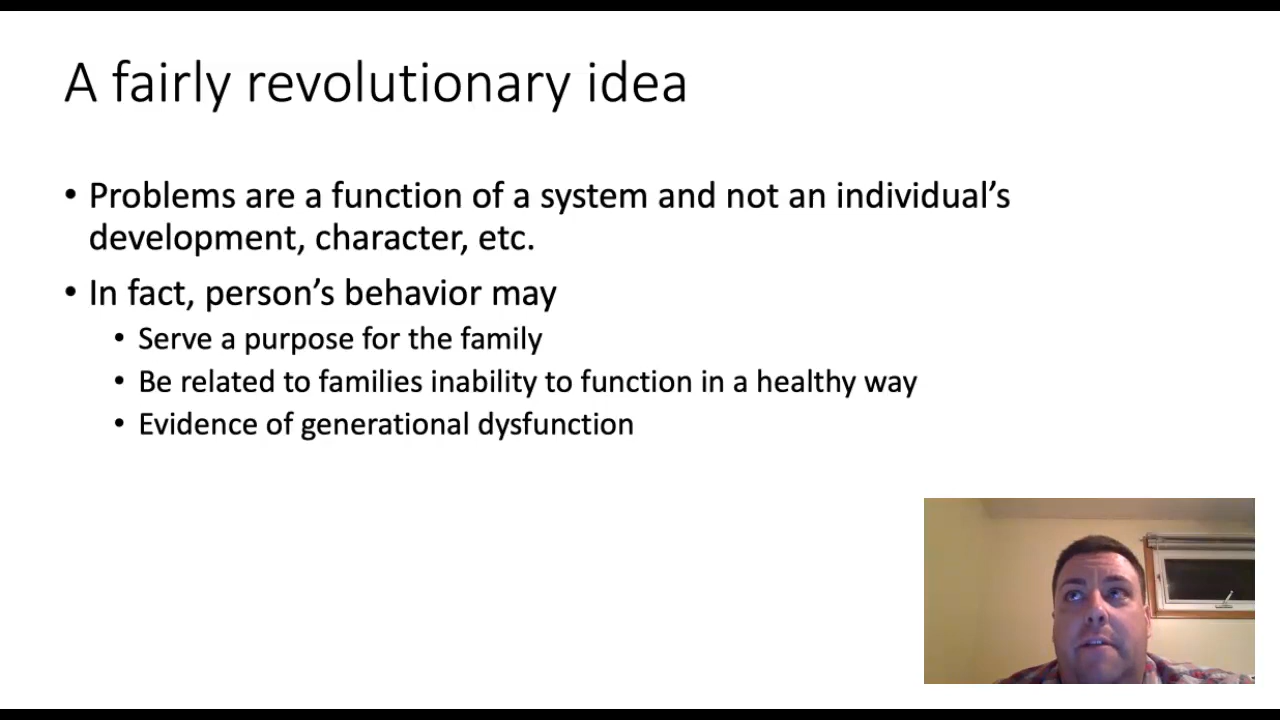 A fairly revolutionary idea
• Problems are a function of a system and not an individual’s
development, character, etc.
• In fact, person’s behavior may
• Serve a purpose for the family
• Be related to families inability to function in a healthy way
• Evidence of generational dysfunction